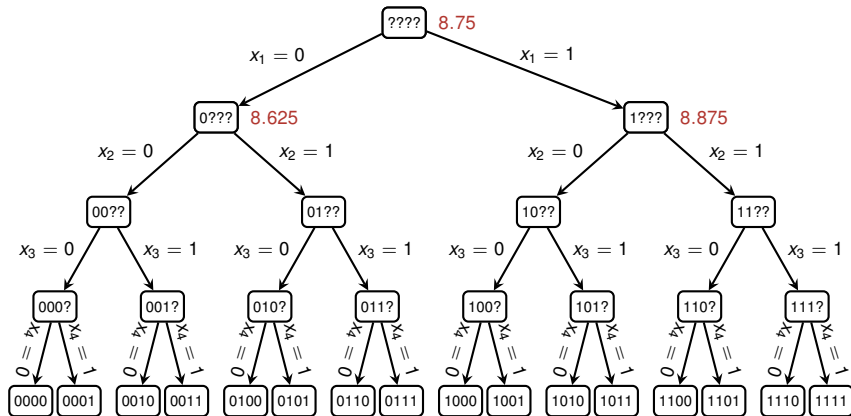 ???? 8.75
x₁ = 0 x₁ = 1
0??? 8.625 1??? 8.875
x₂ = 0 x₂ = 1 x₂ = 0 x₂ = 1
00?? 01?? 10?? 11??
x₃ = 0 x₃ = 1 x₃ = 0 x₃ = 1 x₃ = 0 x₃ = 1 x₃ = 0 x₃ = 1
000? 001? 010? 011? 100? 101? 110? 111?
x₄ = 0 x₄ = 1 x₄ = 0 x₄ = 1 x₄ = 0 x₄ = 1 x₄ = 0 x₄ = 1 x₄ = 0 x₄ = 1 x₄ = 0 x₄ = 1 x₄ = 0 x₄ = 1 x₄ = 0 x₄ = 1
0000 0001 0010 0011 0100 0101 0110 0111 1000 1001 1010 1011 1100 1101 1110 1111